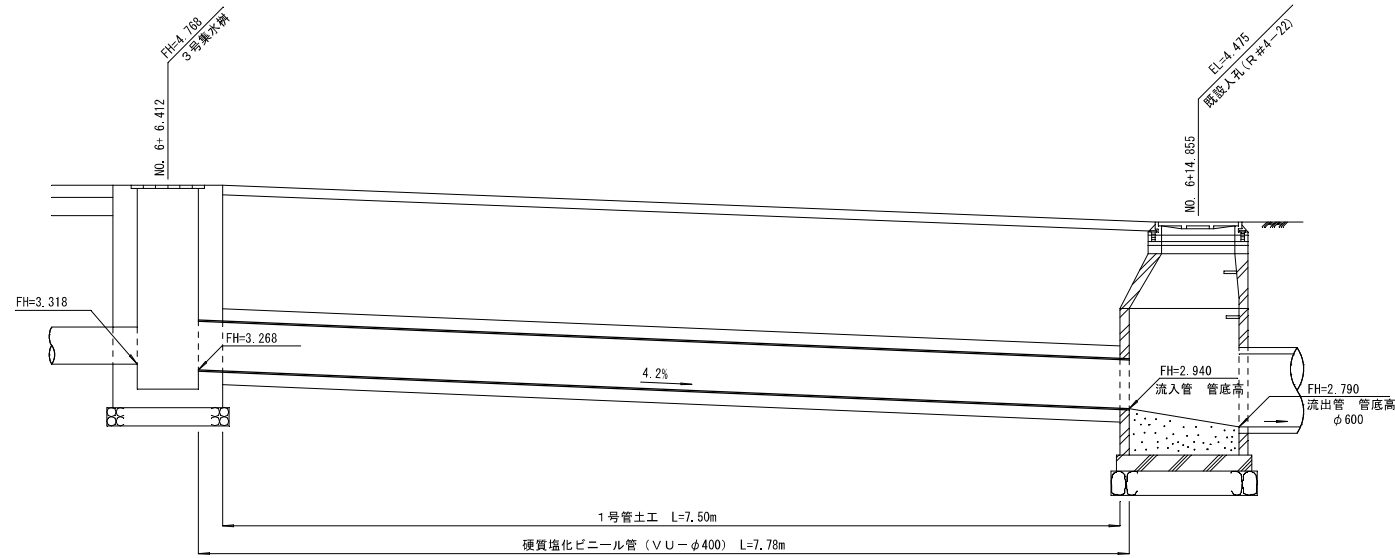 FH=4.768
3号集水桝
NO. 6+ 6.412
EL=4.475
既設人孔(R#4-22)
NO. 6+14.855
FH=3.318
FH=3.268
4.2%
FH=2.940
流入管 管底高
FH=2.790
流出管 管底高
φ600
1号管土工 L=7.50m
硬質塩化ビニール管(VU-φ400) L=7.78m